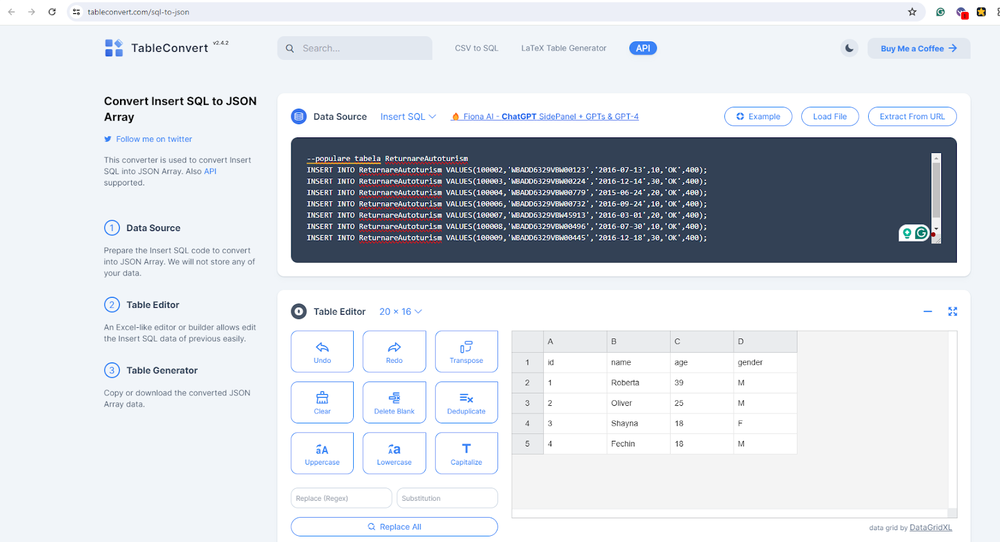 tableconvert.com/sql-to-json
TableConvert v2.4.2
Search...
CSV to SQL
LaTeX Table Generator
API
Buy Me a Coffee
Convert Insert SQL to JSON
Array
Follow me on twitter
This converter is used to convert Insert
SQL into JSON Array. Also API
supported.
1 Data Source
Prepare the Insert SQL code to convert
into JSON Array. We will not store any of
your data.
2 Table Editor
An Excel-like editor or builder allows edit
the Insert SQL data of previous easily.
3 Table Generator
Copy or download the converted JSON
Array data.
Data Source Insert SQL Fiona AI - ChatGPT SidePanel + GPTs & GPT-4 Example Load File Extract From URL
--populare tabela ReturnareAutoturism
INSERT INTO ReturnareAutoturism VALUES(100002,'WBADD6329VBW00123','2016-07-13',10,'OK',400);
INSERT INTO ReturnareAutoturism VALUES(100003,'WBADD6329VBW00224','2016-12-14',30,'OK',400);
INSERT INTO ReturnareAutoturism VALUES(100004,'WBADD6329VBW00779','2015-06-24',20,'OK',400);
INSERT INTO ReturnareAutoturism VALUES(100006,'WBADD6329VBW00732','2016-09-24',10,'OK',400);
INSERT INTO ReturnareAutoturism VALUES(100007,'WBADD6329VBW45913','2016-03-01',20,'OK',400);
INSERT INTO ReturnareAutoturism VALUES(100008,'WBADD6329VBW00496','2016-07-30',10,'OK',400);
INSERT INTO ReturnareAutoturism VALUES(100009,'WBADD6329VBW00445','2016-12-18',30,'OK',400);
Table Editor 20 × 16
Undo Redo Transpose
Clear Delete Blank Deduplicate
aA Aa T
Uppercase Lowercase Capitalize
Replace (Regex) Substitution
Replace All
A B C D
1 id name age gender
2 1 Roberta 39 M
3 2 Oliver 25 M
4 3 Shayna 18 F
5 4 Fechin 18 M
data grid by DataGridXL